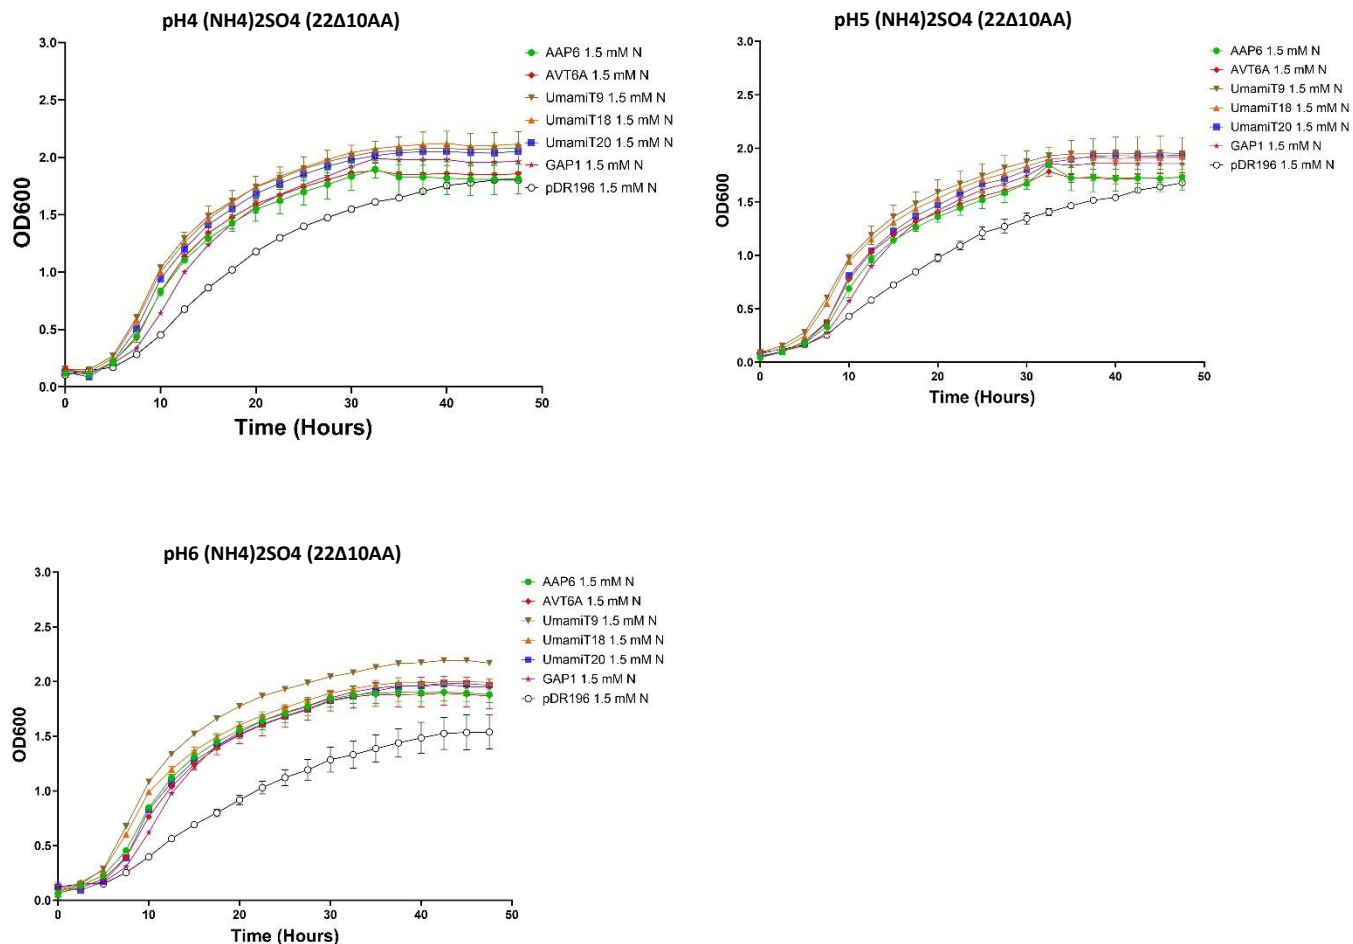 pH4 (NH4)2SO4 (22Δ10AA)
3.0
2.5
2.0
1.5
1.0
0.5
0.0
OD600
0 10 20 30 40 50
Time (Hours)
AAP6 1.5 mM N
AVT6A 1.5 mM N
UmamiT9 1.5 mM N
UmamiT18 1.5 mM N
UmamiT20 1.5 mM N
GAP1 1.5 mM N
pDR196 1.5 mM N
pH5 (NH4)2SO4 (22Δ10AA)
3.0
2.5
2.0
1.5
1.0
0.5
0.0
OD600
0 10 20 30 40 50
Time (Hours)
AAP6 1.5 mM N
AVT6A 1.5 mM N
UmamiT9 1.5 mM N
UmamiT18 1.5 mM N
UmamiT20 1.5 mM N
GAP1 1.5 mM N
pDR196 1.5 mM N
pH6 (NH4)2SO4 (22Δ10AA)
3.0
2.5
2.0
1.5
1.0
0.5
0.0
OD600
0 10 20 30 40 50
Time (Hours)
AAP6 1.5 mM N
AVT6A 1.5 mM N
UmamiT9 1.5 mM N
UmamiT18 1.5 mM N
UmamiT20 1.5 mM N
GAP1 1.5 mM N
pDR196 1.5 mM N